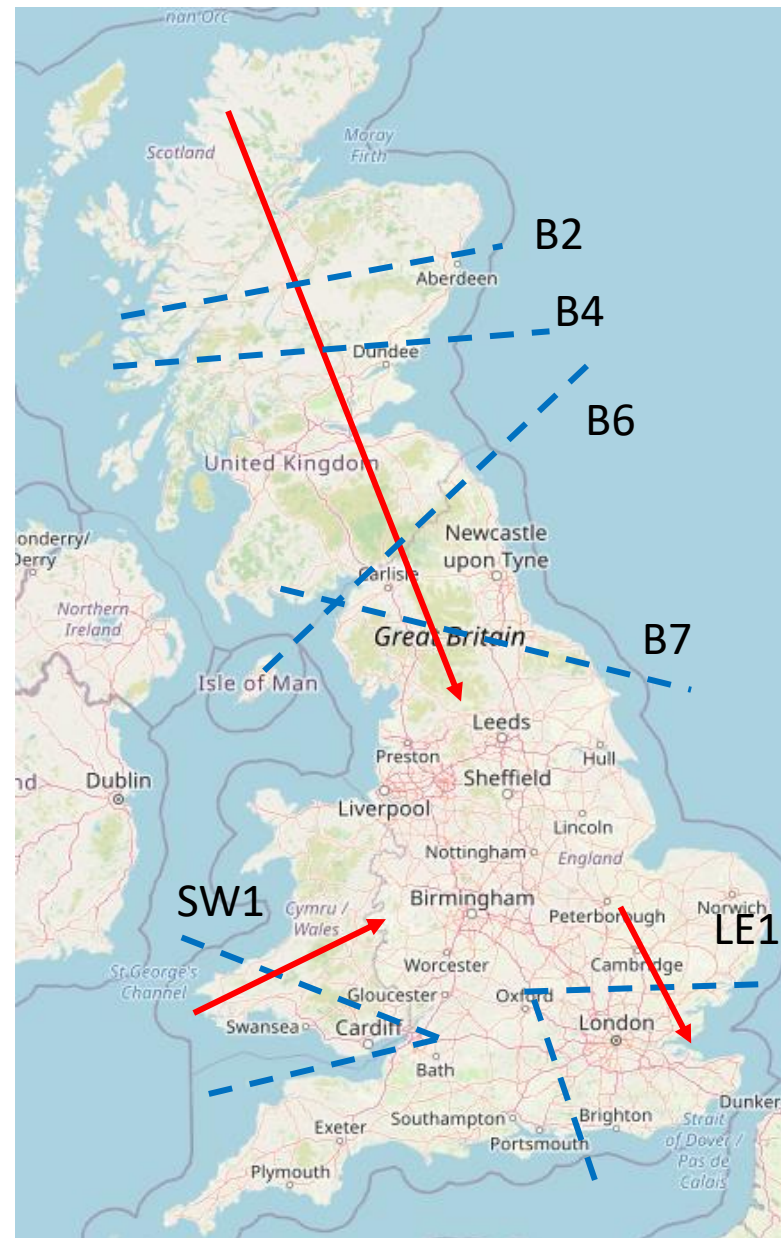 nan'Orc
Moray
Firth
Scotland
B2
Aberdeen
B4
Dundee
B6
United Kingdom
onderry/
Derry
Newcastle
upon Tyne
Carlisle
Northern
Ireland
Great Britain
B7
Isle of Man
Leeds
Preston
Hull
nd
Dublin
Sheffield
Liverpool
Lincoln
Nottingham
England
SW1
Cymru /
Wales
Birmingham
Peterborough
Norwich
LE1
St George's
Channel
Worcester
Cambridge
Gloucester
Oxford
Swansea
Cardiff
London
Bath
Dunker
Exeter
Southampton
Brighton
Portsmouth
Strait
of Dover /
Pas de
Calais
Plymouth